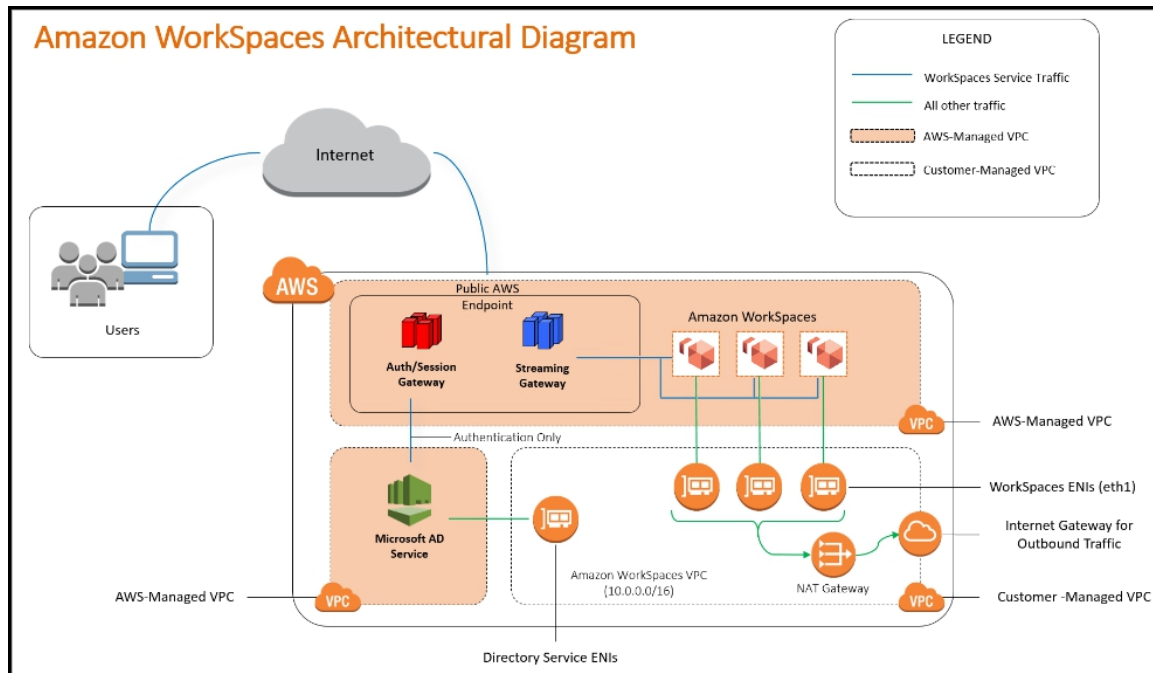 Amazon WorkSpaces Architectural Diagram
LEGEND
WorkSpaces Service Traffic
All other traffic
AWS-Managed VPC
Customer-Managed VPC
Internet
Users
AWS
Public AWS
Endpoint
Auth/Session
Gateway
Streaming
Gateway
Amazon WorkSpaces
VPC
AWS-Managed VPC
Authentication Only
Microsoft AD
Service
WorkSpaces ENIs (eth1)
Internet Gateway for
Outbound Traffic
NAT Gateway
Amazon WorkSpaces VPC
(10.0.0.0/16)
AWS-Managed VPC
VPC
VPC
Customer -Managed VPC
Directory Service ENIs